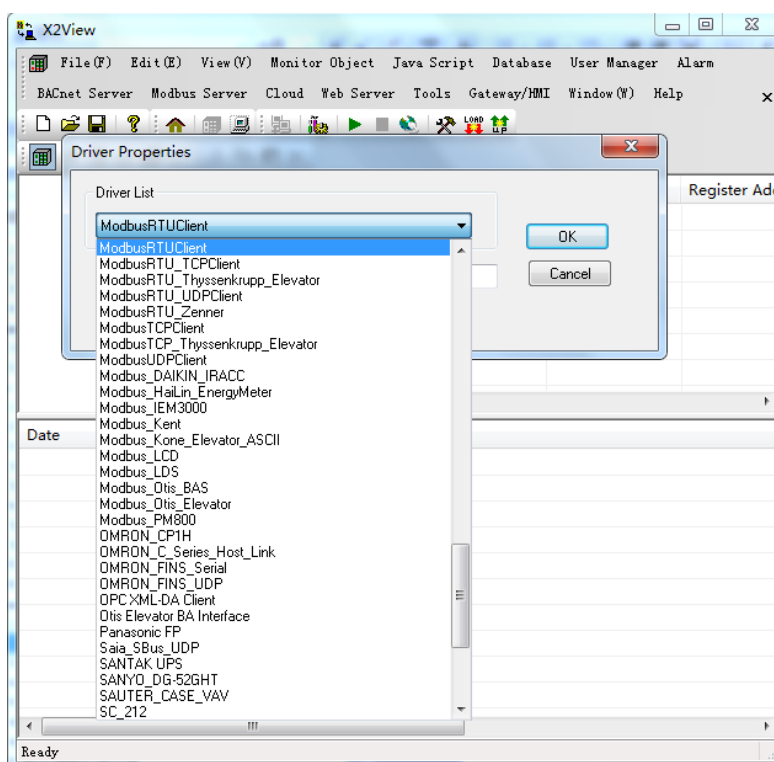 X2View
File(F) Edit(E) View(V) Monitor Object Java Script Database User Manager Alarm
BACnet Server Modbus Server Cloud Web Server Tools Gateway/HMI Window(W) Help
LOAD
UP
Driver Properties
Driver List
Register Ad
ModbusRTUClient
OK
Cancel
ModbusRTUClient
ModbusRTU_TCPClient
ModbusRTU_Thyssenkrupp_Elevator
ModbusRTU_UDPClient
ModbusRTU_Zenner
ModbusTCPClient
ModbusTCP_Thyssenkrupp_Elevator
ModbusUDPClient
Modbus_DAIKIN_IRACC
Modbus_HaiLin_EnergyMeter
Modbus_IEM3000
Modbus_Kent
Modbus_Kone_Elevator_ASCII
Modbus_LCD
Modbus_LDS
Modbus_Otis_BAS
Modbus_Otis_Elevator
Modbus_PM800
OMRON_CP1H
OMRON_C_Series_Host_Link
OMRON_FINS_Serial
OMRON_FINS_UDP
OPC XML-DA Client
Otis Elevator BA Interface
Panasonic FP
Saia_SBus_UDP
SANTAK UPS
SANYO_DG-52GHT
SAUTER_CASE_VAV
SC_212
Date
Ready